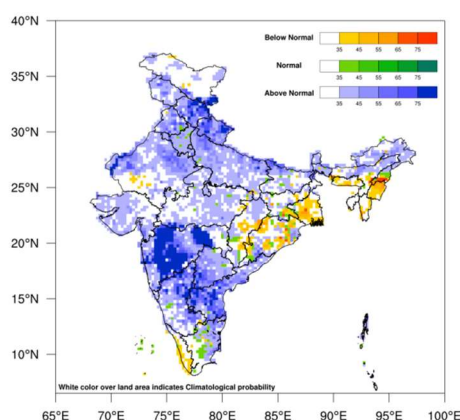 40°N
Below Normal
35 45 55 65 75
Normal
35 45 55 65 75
35°N
Above Normal
35 45 55 65 75
30°N
25°N
20°N
15°N
10°N
White color over land area indicates Climatological probability
65°E 70°E 75°E 80°E 85°E 90°E 95°E 100°E